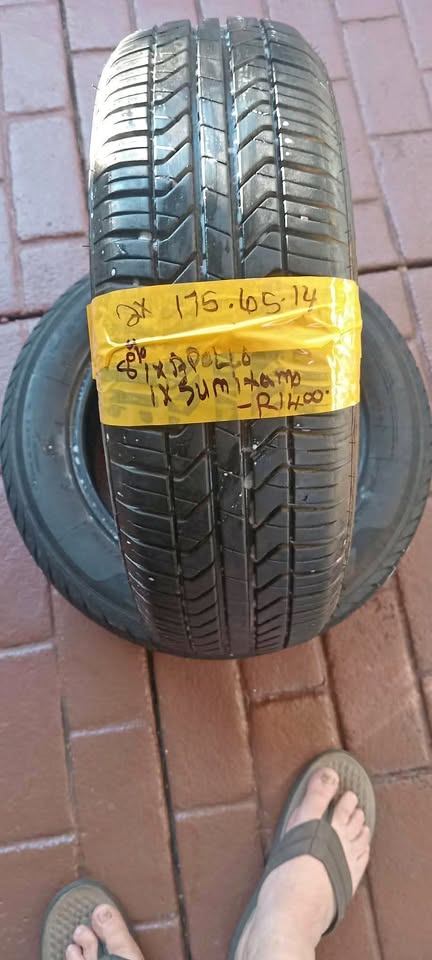 2x 175.65.14
80%
1x APOLLO
1x SUMITOMO
-R1400.